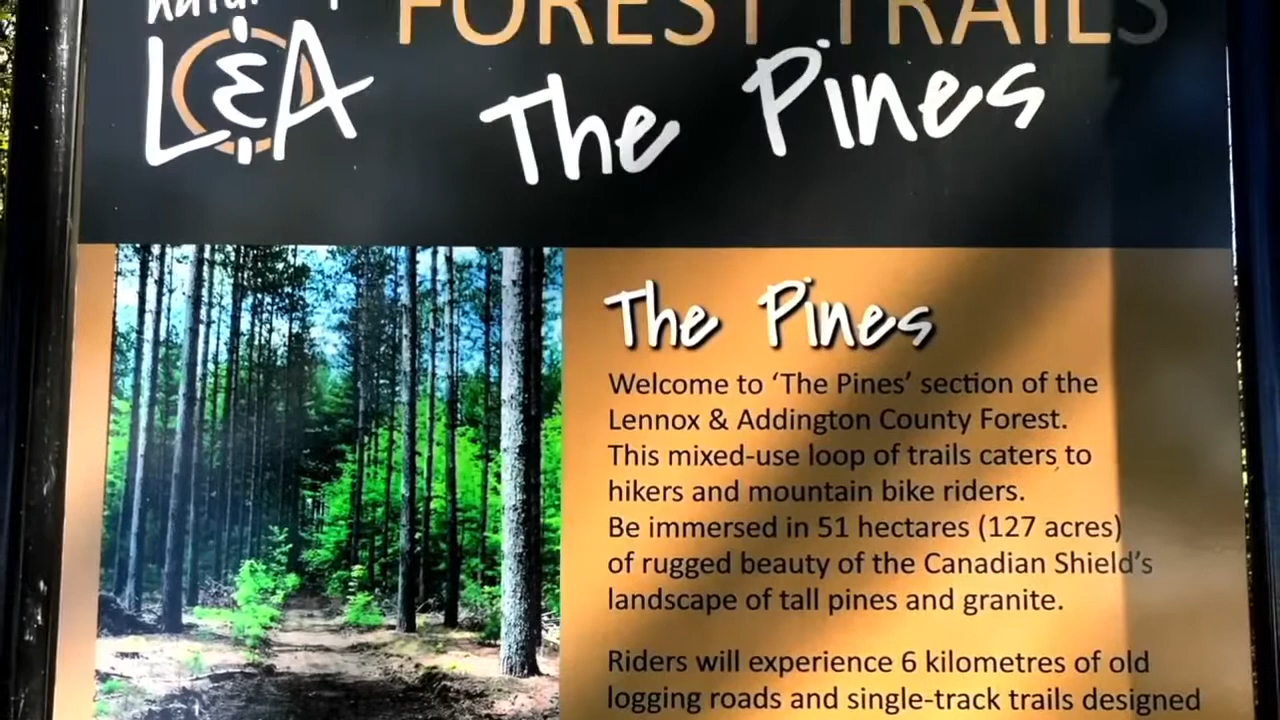 FOREST TRAILS
L&A
The Pines
The Pines
Welcome to ‘The Pines’ section of the
Lennox & Addington County Forest.
This mixed-use loop of trails caters to
hikers and mountain bike riders.
Be immersed in 51 hectares (127 acres)
of rugged beauty of the Canadian Shield’s
landscape of tall pines and granite.
Riders will experience 6 kilometres of old
logging roads and single-track trails designed